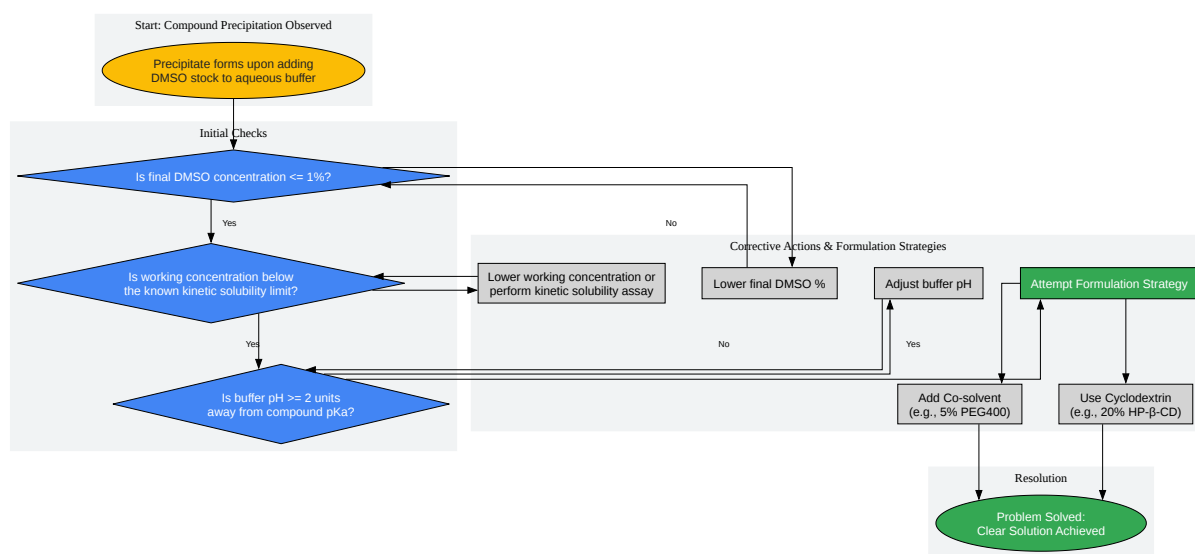 Start: Compound Precipitation Observed
Precipitate forms upon adding
DMSO stock to aqueous buffer
Initial Checks
Is final DMSO concentration <= 1%?
Yes
No
Is working concentration below
the known kinetic solubility limit?
Corrective Actions & Formulation Strategies
Lower working concentration or
perform kinetic solubility assay
Lower final DMSO %
Adjust buffer pH
Attempt Formulation Strategy
Yes
No
Yes
Is buffer pH >= 2 units
away from compound pKa?
Add Co-solvent
(e.g., 5% PEG400)
Use Cyclodextrin
(e.g., 20% HP-β-CD)
Resolution
Problem Solved:
Clear Solution Achieved